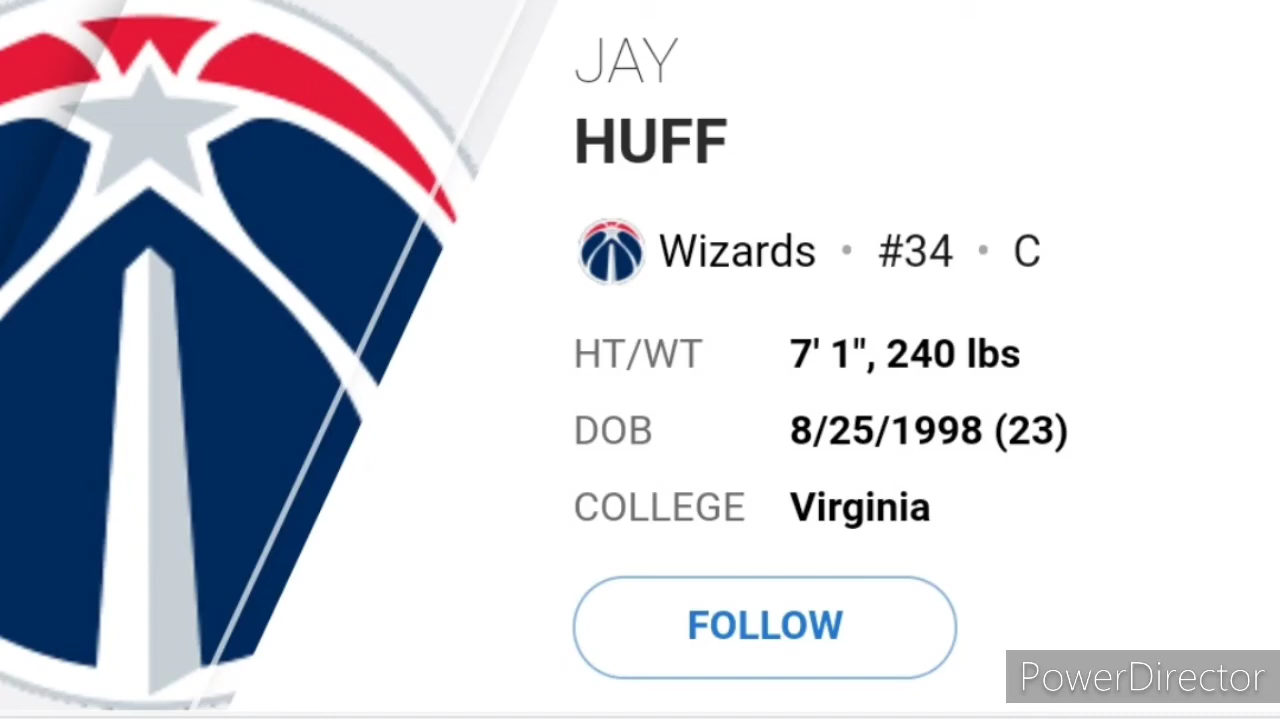 JAY
HUFF
Wizards • #34 • C
HT/WT 7' 1", 240 lbs
DOB 8/25/1998 (23)
COLLEGE Virginia
FOLLOW
PowerDirector